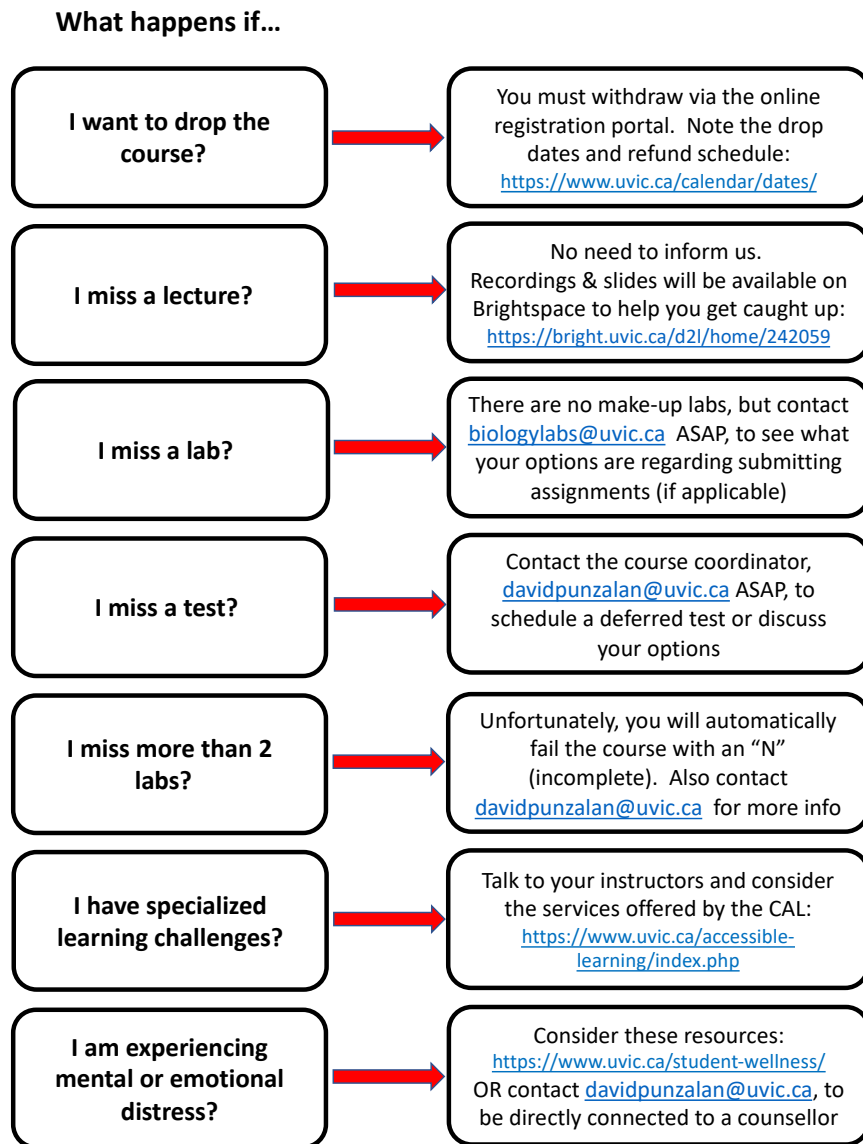 What happens if…
I want to drop the
course?
You must withdraw via the online
registration portal.  Note the drop
dates and refund schedule:
https://www.uvic.ca/calendar/dates/
I miss a lecture?
No need to inform us.
Recordings & slides will be available on
Brightspace to help you get caught up:
https://bright.uvic.ca/d2l/home/242059
I miss a lab?
There are no make-up labs, but contact
biologylabs@uvic.ca  ASAP, to see what
your options are regarding submitting
assignments (if applicable)
I miss a test?
Contact the course coordinator,
davidpunzalan@uvic.ca ASAP, to
schedule a deferred test or discuss
your options
I miss more than 2
labs?
Unfortunately, you will automatically
fail the course with an “N”
(incomplete).  Also contact
davidpunzalan@uvic.ca  for more info
I have specialized
learning challenges?
Talk to your instructors and consider
the services offered by the CAL:
https://www.uvic.ca/accessible-
learning/index.php
I am experiencing
mental or emotional
distress?
Consider these resources:
https://www.uvic.ca/student-wellness/
OR contact davidpunzalan@uvic.ca, to
be directly connected to a counsellor